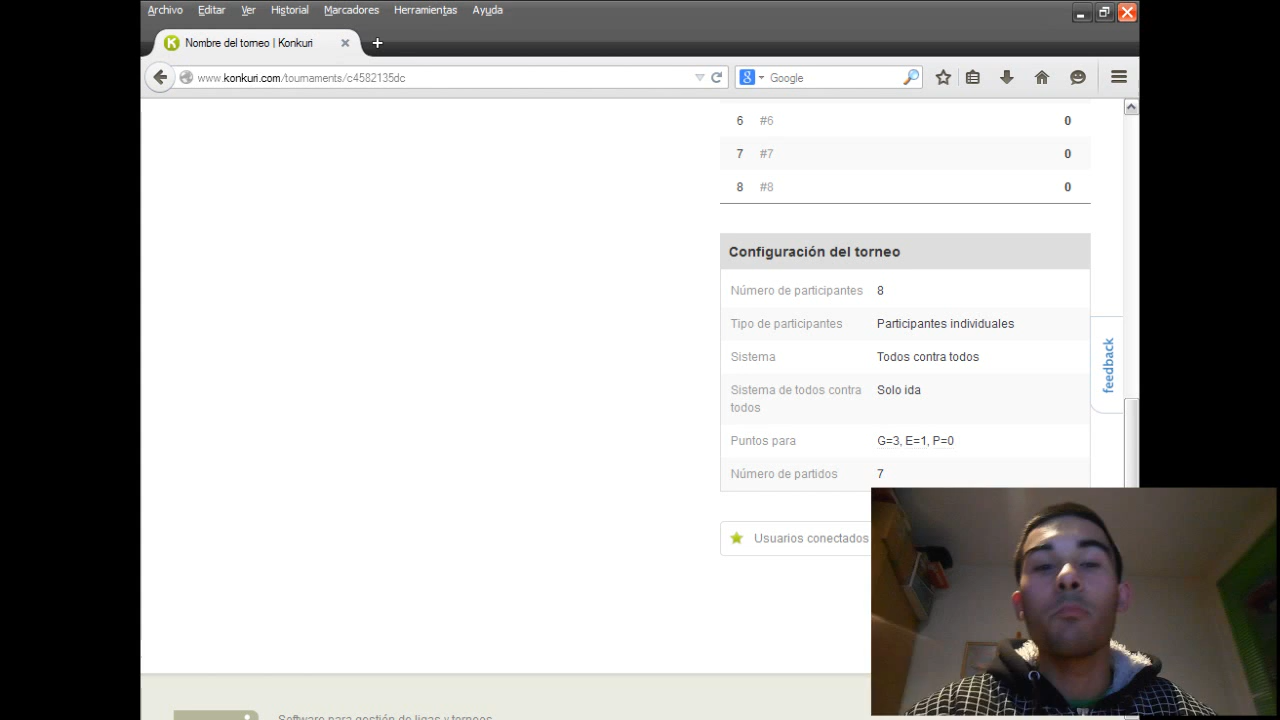 Archivo Editar Ver Historial Marcadores Herramientas Ayuda
Nombre del torneo | Konkuri
www.konkuri.com/tournaments/c4582135dc
Google
6 #6 0
7 #7 0
8 #8 0
Configuración del torneo
Número de participantes 8
Tipo de participantes Participantes individuales
Sistema Todos contra todos
Sistema de todos contra Solo ida
todos
Puntos para G=3, E=1, P=0
Número de partidos 7
feedback
Usuarios conectados
Software para gestión de ligas y torneos